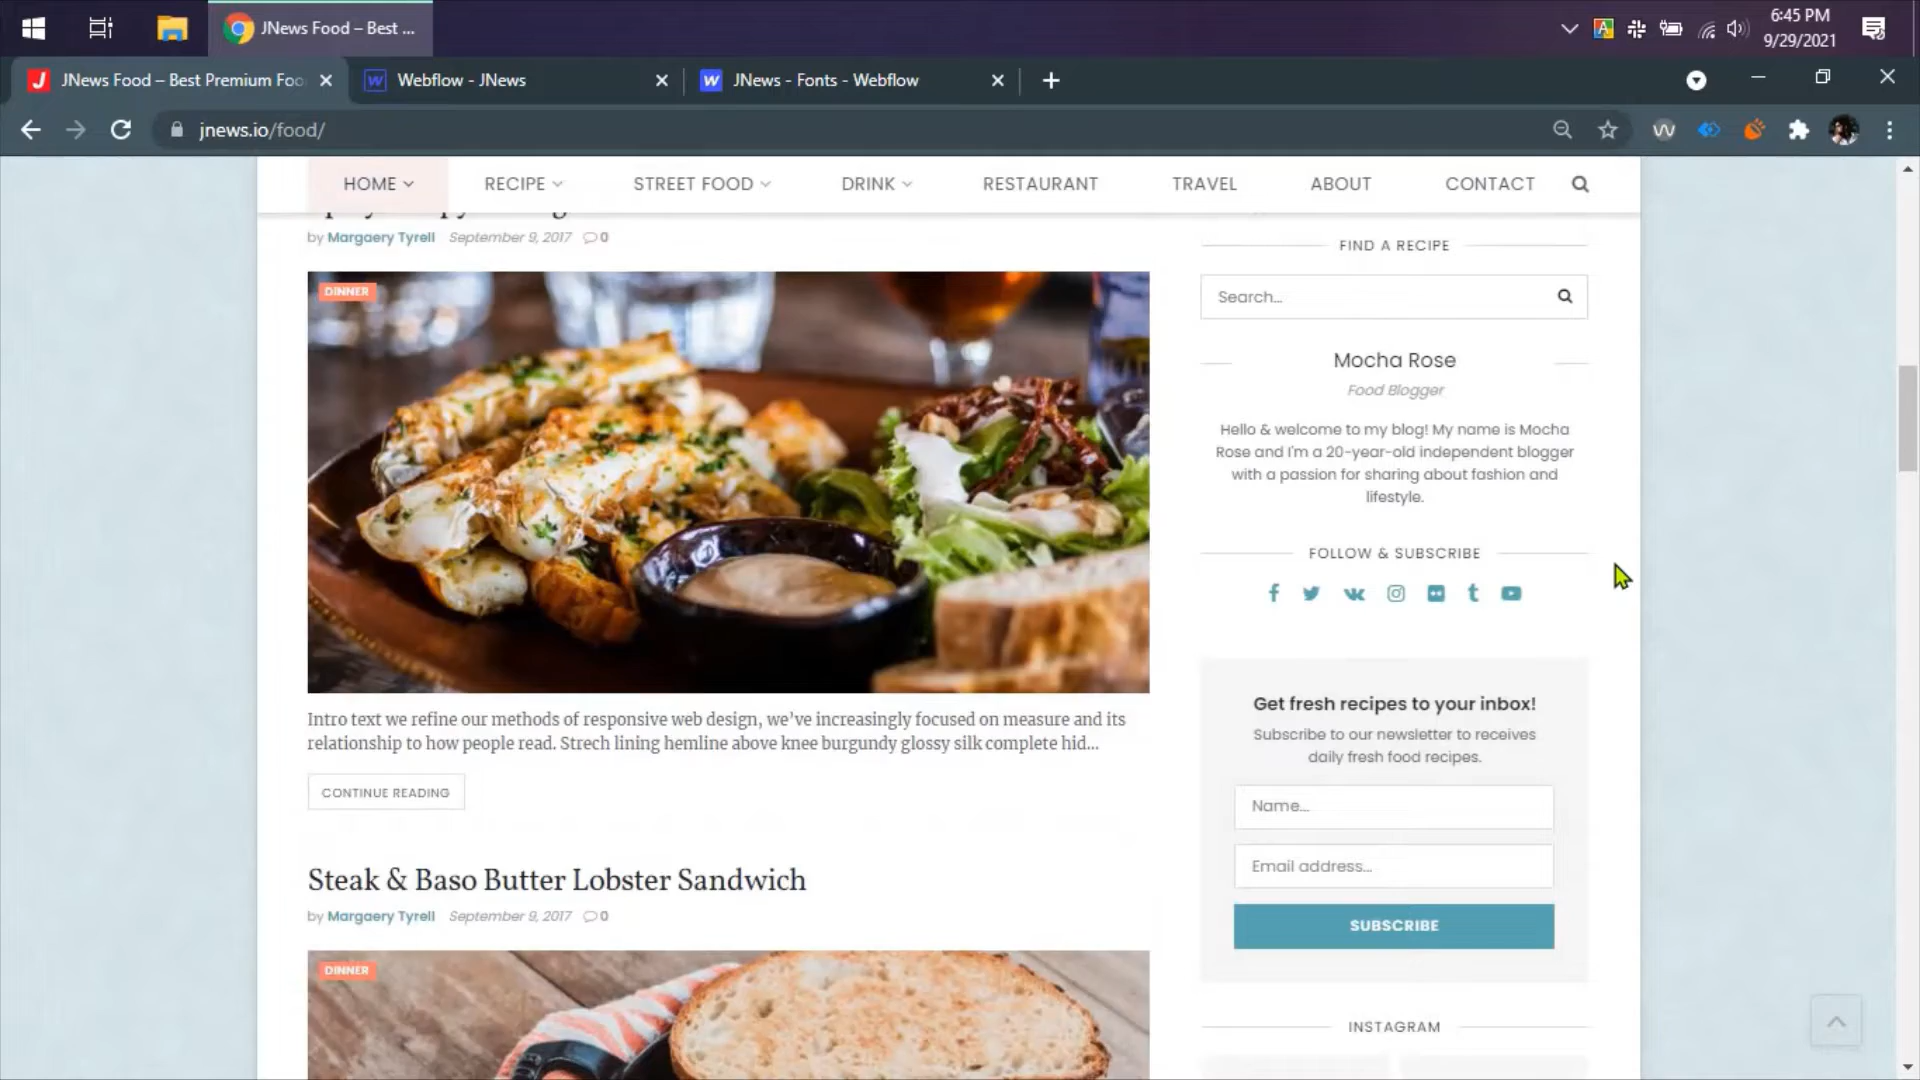 JNews Food – Best ...
6:45 PM
9/29/2021
JNews Food – Best Premium Foo
Webflow - JNews
JNews - Fonts - Webflow
jnews.io/food/
HOME
RECIPE
STREET FOOD
DRINK
RESTAURANT
TRAVEL
ABOUT
CONTACT
by Margaery Tyrell September 9, 2017 0
DINNER
Intro text we refine our methods of responsive web design, we've increasingly focused on measure and its
relationship to how people read. Strech lining hemline above knee burgundy glossy silk complete hid...
CONTINUE READING
Steak & Baso Butter Lobster Sandwich
by Margaery Tyrell September 9, 2017 0
DINNER
FIND A RECIPE
Search...
Mocha Rose
Food Blogger
Hello & welcome to my blog! My name is Mocha
Rose and I'm a 20-year-old independent blogger
with a passion for sharing about fashion and
lifestyle.
FOLLOW & SUBSCRIBE
Get fresh recipes to your inbox!
Subscribe to our newsletter to receives
daily fresh food recipes.
Name...
Email address...
SUBSCRIBE
INSTAGRAM